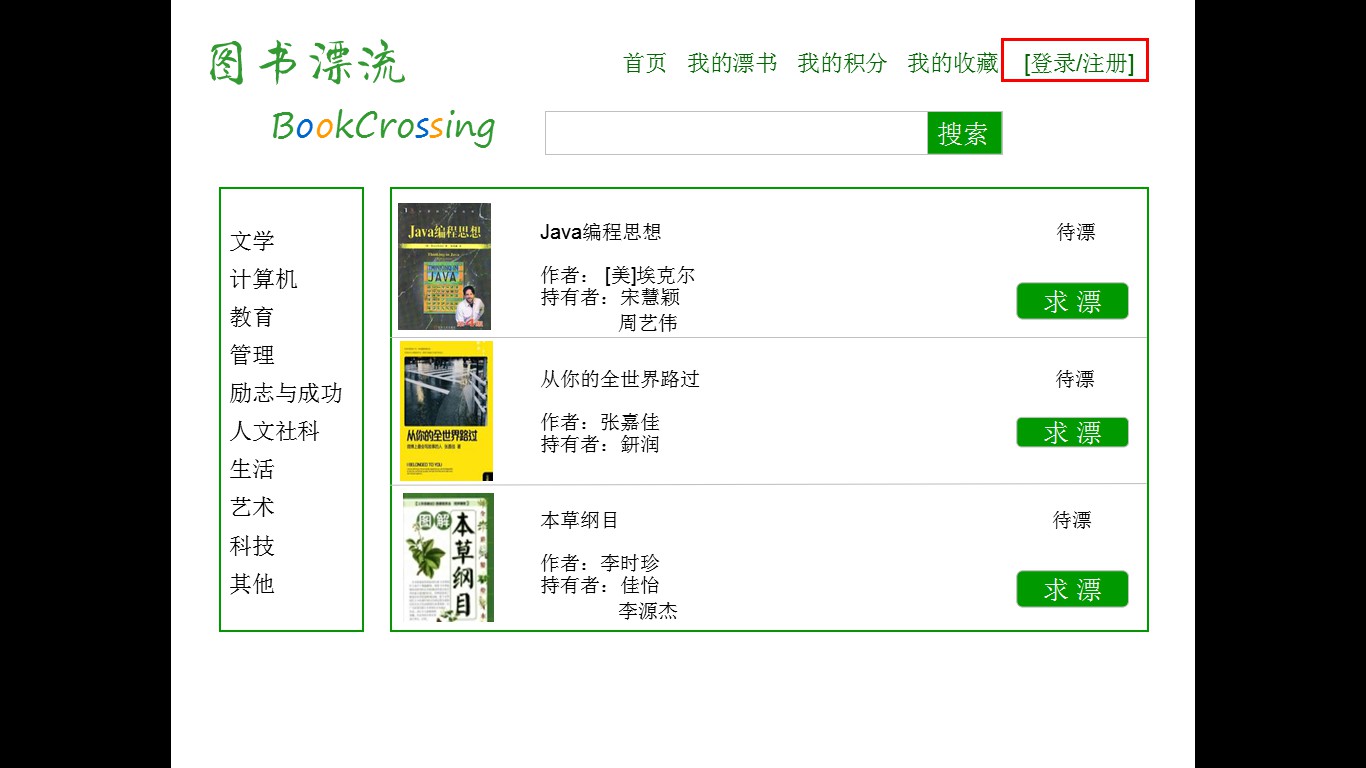 图书漂流
BookCrossing
首页 我的漂书 我的积分 我的收藏 [登录/注册]
搜索
文学
计算机
教育
管理
励志与成功
人文社科
生活
艺术
科技
其他
Java编程思想
Thinking in Java
JAVA
Java编程思想
待漂
作者： [美]埃克尔
持有者：宋慧颖
周艺伟
求 漂
从你的全世界路过
I BELONGED TO YOU
从你的全世界路过
待漂
作者：张嘉佳
持有者：鈃润
求 漂
图解
本草纲目
本草纲目
待漂
作者：李时珍
持有者：佳怡
李源杰
求 漂